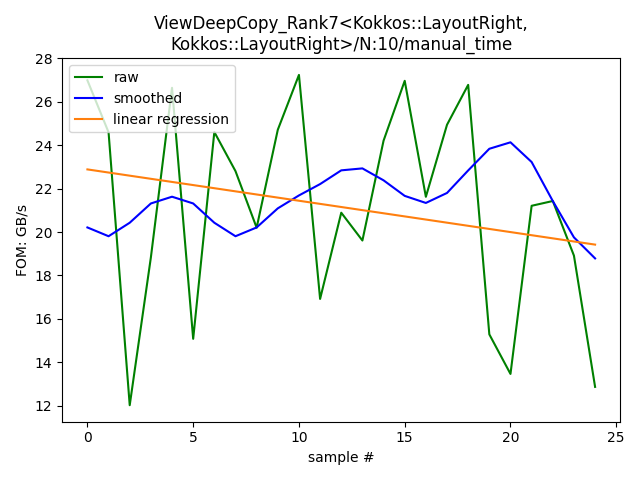 ViewDeepCopy_Rank7<Kokkos::LayoutRight,
Kokkos::LayoutRight>/N:10/manual_time
FOM: GB/s
28
26
24
22
20
18
16
14
12
raw
smoothed
linear regression
0 5 10 15 20 25
sample #